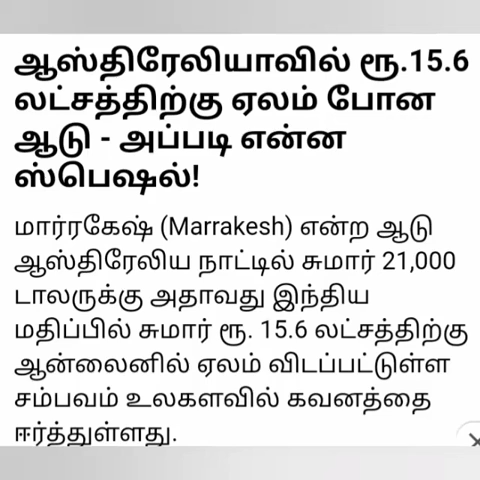 ஆஸ்திரேலியாவில் ரூ.15.6
லட்சத்திற்கு ஏலம் போன
ஆடு - அப்படி என்ன
ஸ்பெஷல்!
மார்ரகேஷ் (Marrakesh) என்ற ஆடு
ஆஸ்திரேலிய நாட்டில் சுமார் 21,000
டாலருக்கு அதாவது இந்திய
மதிப்பில் சுமார் ரூ. 15.6 லட்சத்திற்கு
ஆன்லைனில் ஏலம் விடப்பட்டுள்ள
சம்பவம் உலகளவில் கவனத்தை
ஈர்த்துள்ளது.